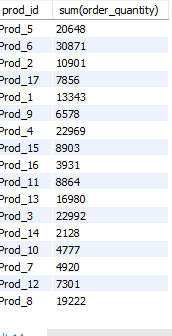 prod_id sum(order_quantity)
Prod_5 20648
Prod_6 30871
Prod_2 10901
Prod_17 7856
Prod_1 13343
Prod_9 6578
Prod_4 22969
Prod_15 8903
Prod_16 3931
Prod_11 8864
Prod_13 16980
Prod_3 22992
Prod_14 2128
Prod_10 4777
Prod_7 4920
Prod_12 7301
Prod_8 19222